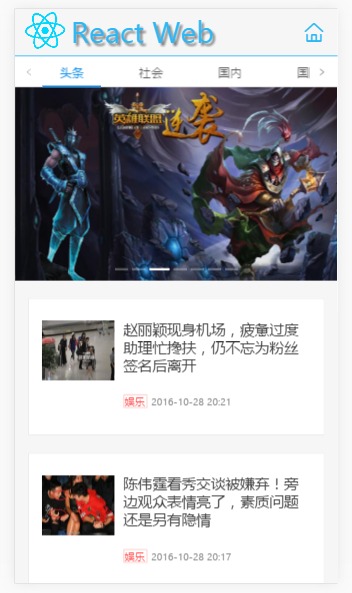 React Web
头条 社会 国内 国
英雄联盟 逆袭
赵丽颖现身机场，疲惫过度
助理忙搀扶，仍不忘为粉丝
签名后离开
娱乐 2016-10-28 20:21
陈伟霆看秀交谈被嫌弃！旁
边观众表情亮了，素质问题
还是另有隐情
娱乐 2016-10-28 20:17